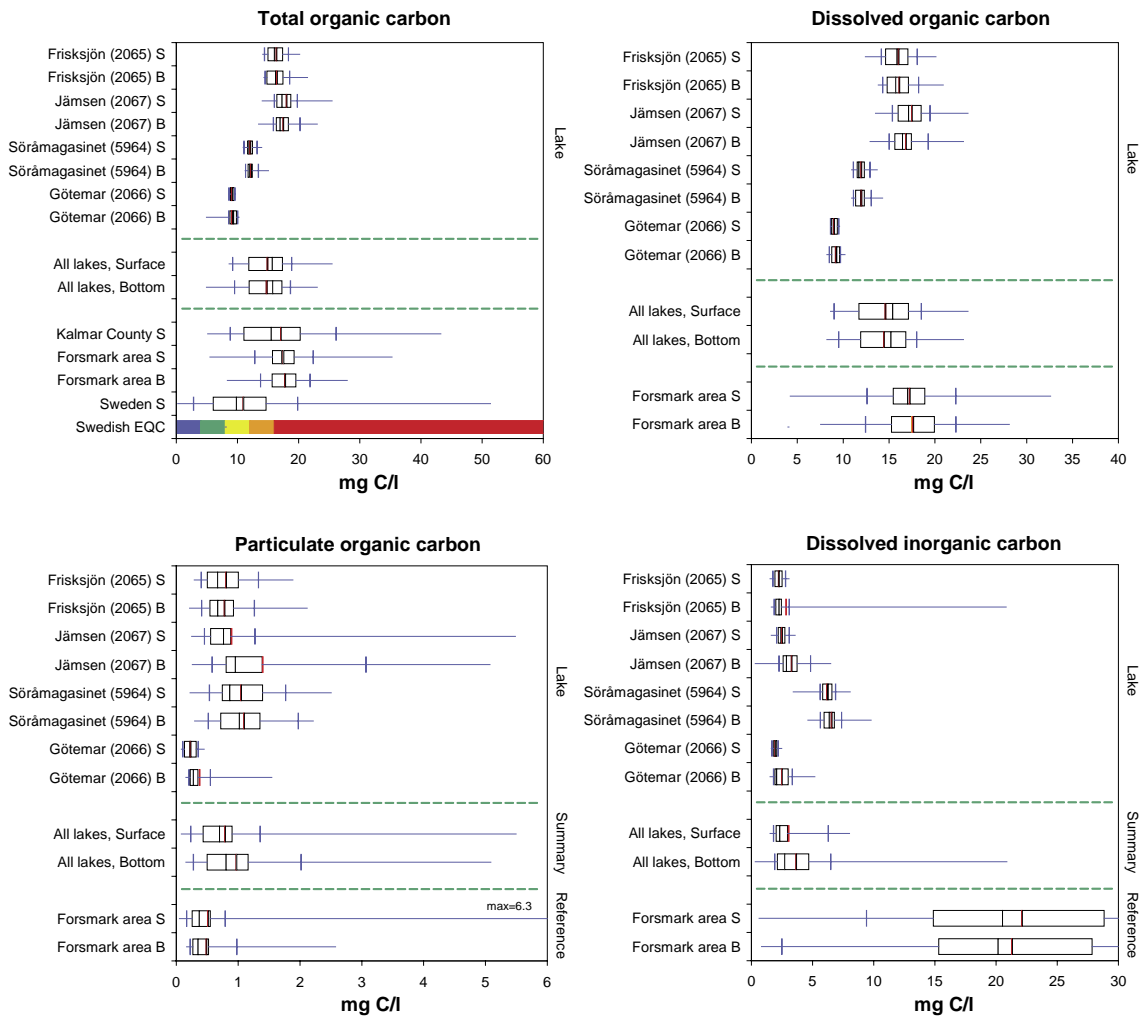 Total organic carbon
Frisksjön (2065) S
Frisksjön (2065) B
Jämsen (2067) S
Jämsen (2067) B
Söråmagasinet (5964) S
Söråmagasinet (5964) B
Götemar (2066) S
Götemar (2066) B
All lakes, Surface
All lakes, Bottom
Kalmar County S
Forsmark area S
Forsmark area B
Sweden S
Swedish EQC
Lake
0 10 20 30 40 50 60
mg C/l
Dissolved organic carbon
Frisksjön (2065) S
Frisksjön (2065) B
Jämsen (2067) S
Jämsen (2067) B
Söråmagasinet (5964) S
Söråmagasinet (5964) B
Götemar (2066) S
Götemar (2066) B
All lakes, Surface
All lakes, Bottom
Forsmark area S
Forsmark area B
Lake
0 5 10 15 20 25 30 35 40
mg C/l
Particulate organic carbon
Frisksjön (2065) S
Frisksjön (2065) B
Jämsen (2067) S
Jämsen (2067) B
Söråmagasinet (5964) S
Söråmagasinet (5964) B
Götemar (2066) S
Götemar (2066) B
All lakes, Surface
All lakes, Bottom
Forsmark area S
Forsmark area B
max=6.3
Lake
Summary
Reference
0 1 2 3 4 5 6
mg C/l
Dissolved inorganic carbon
Frisksjön (2065) S
Frisksjön (2065) B
Jämsen (2067) S
Jämsen (2067) B
Söråmagasinet (5964) S
Söråmagasinet (5964) B
Götemar (2066) S
Götemar (2066) B
All lakes, Surface
All lakes, Bottom
Forsmark area S
Forsmark area B
Lake
Summary
Reference
0 5 10 15 20 25 30
mg C/l